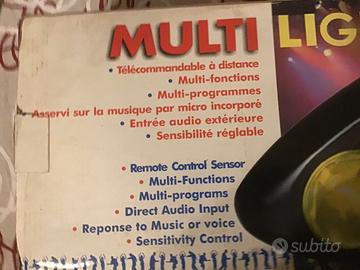 MULTI LIG
• Télécommandable à distance
• Multi-fonctions
• Multi-programmes
Asservi sur la musique par micro incorporé
• Entrée audio extérieure
• Sensibilité réglable
• Remote Control Sensor
• Multi-Functions
• Multi-programs
• Direct Audio Input
• Reponse to Music or voice
• Sensitivity Control
subito